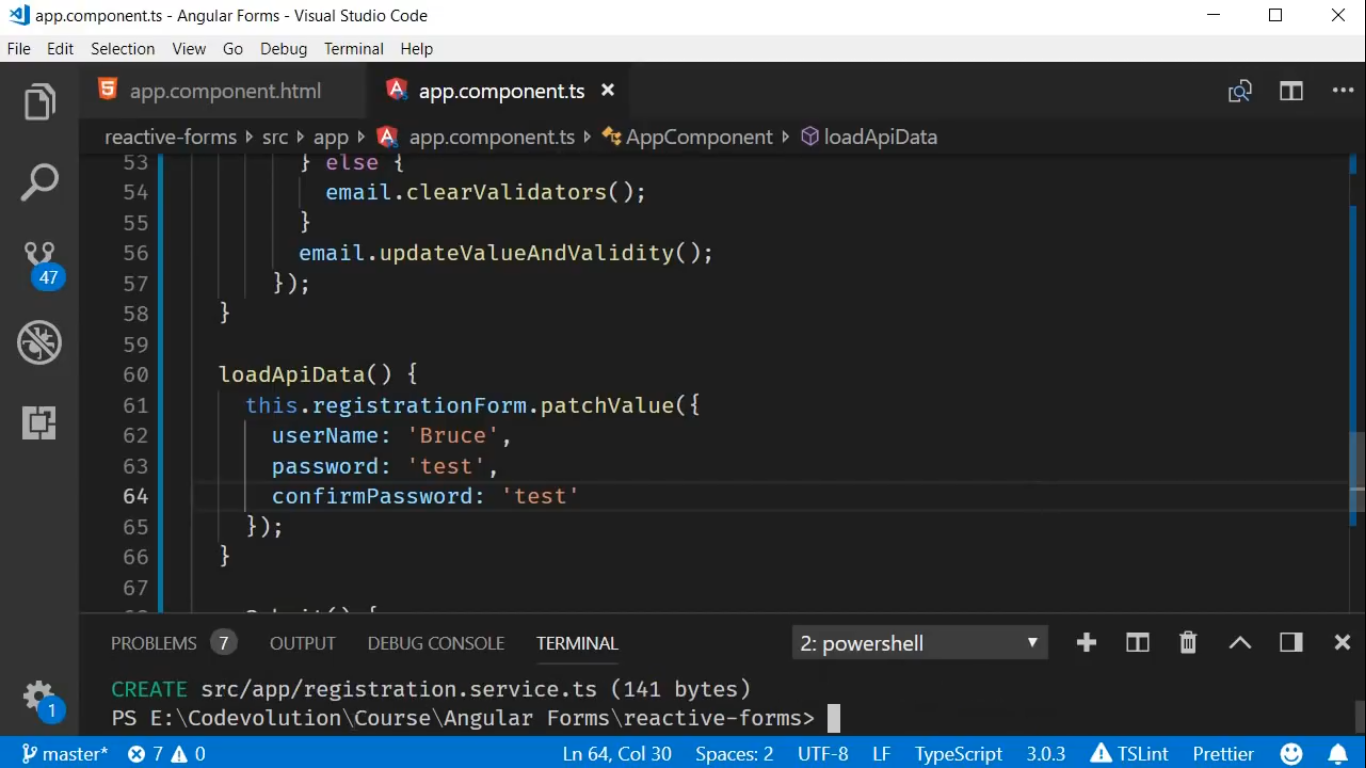 app.component.ts - Angular Forms - Visual Studio Code
File Edit Selection View Go Debug Terminal Help
app.component.html app.component.ts
reactive-forms src app app.component.ts AppComponent loadApiData
53 } else {
54 email.clearValidators();
55 }
56 email.updateValueAndValidity();
57 });
58 }
59
60 loadApiData() {
61 this.registrationForm.patchValue({
62 userName: 'Bruce',
63 password: 'test',
64 confirmPassword: 'test'
65 });
66 }
67
47
PROBLEMS 7 OUTPUT DEBUG CONSOLE TERMINAL 2: powershell
CREATE src/app/registration.service.ts (141 bytes)
PS E:\Codevolution\Course\Angular Forms\reactive-forms>
1
master* 7 0 Ln 64, Col 30 Spaces: 2 UTF-8 LF TypeScript 3.0.3 TSLint Prettier